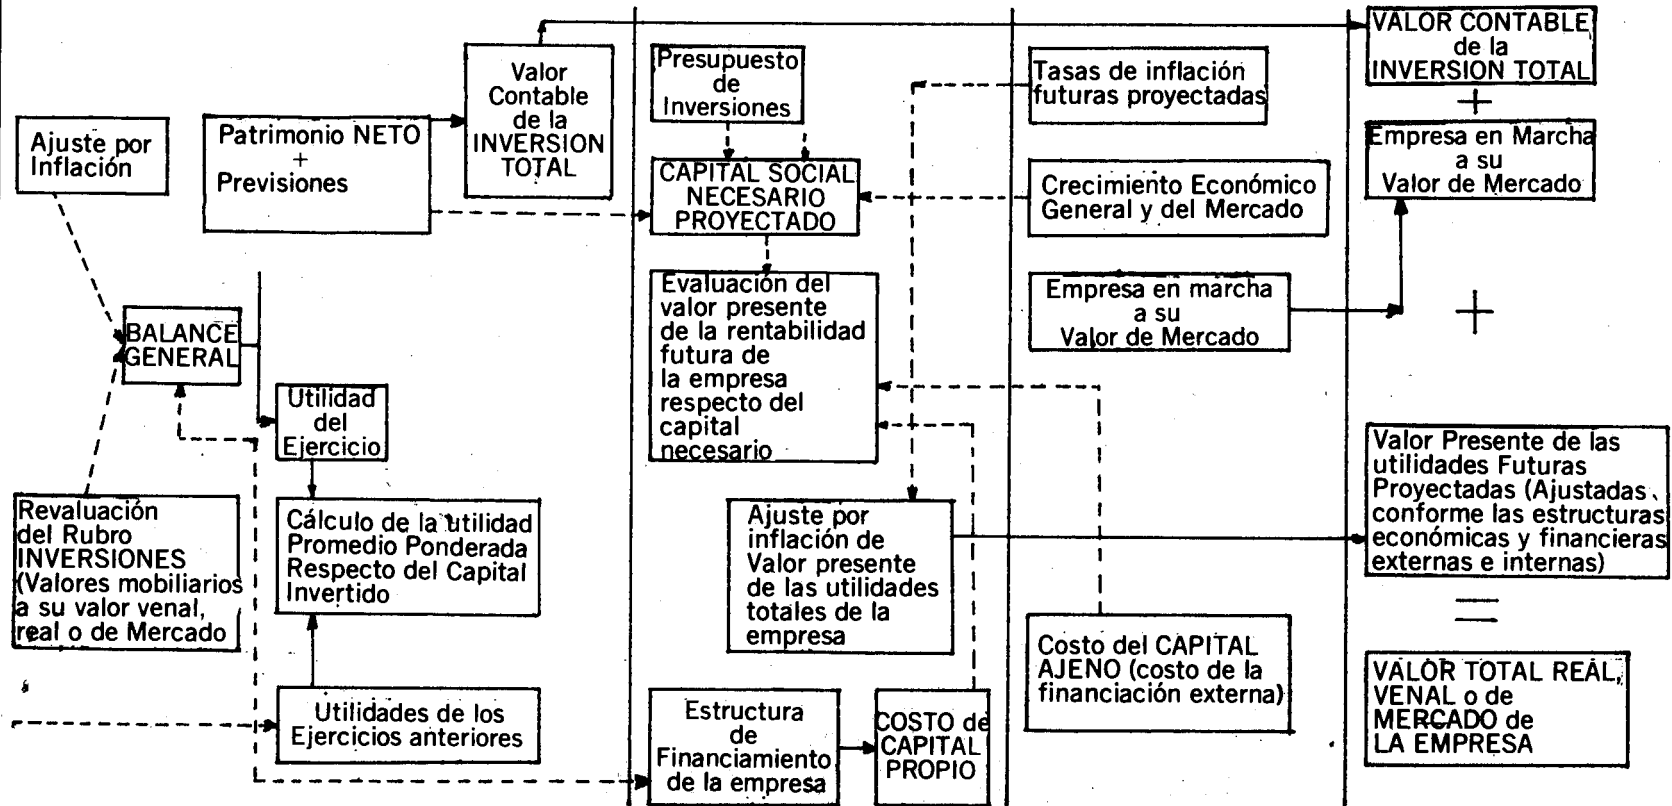 Ajuste por
Inflación
Patrimonio NETO
+
Previsiones
Valor
Contable
de la
INVERSION
TOTAL
BALANCE
GENERAL
Utilidad
del
Ejercicio
Revaluación
del Rubro
INVERSIONES
(Valores mobiliarios
a su valor venal,
real o de Mercado
Cálculo de la utilidad
Promedio Ponderada
Respecto del Capital
Invertido
Utilidades de los
Ejercicios anteriores
Presupuesto
de
Inversiones
CAPITAL SOCIAL
NECESARIO
PROYECTADO
Evaluación del
valor presente
de la rentabilidad
futura de
la empresa
respecto del
capital
necesario
Ajuste por
inflación de
Valor presente
de las utilidades
totales de la
empresa
Estructura
de
Financiamiento
de la empresa
COSTO de
CAPITAL
PROPIO
Tasas de inflación
futuras proyectadas
Crecimiento Económico
General y del Mercado
Empresa en marcha
a su
Valor de Mercado
Costo del CAPITAL
AJENO (costo de la
financiación externa)
VALOR CONTABLE
de la
INVERSION TOTAL
+
Empresa en Marcha
a su
Valor de Mercado
+
Valor Presente de las
utilidades Futuras
Proyectadas (Ajustadas
conforme las estructuras
económicas y financieras
externas e internas)
=
VALOR TOTAL REAL,
VENAL o de
MERCADO de
LA EMPRESA